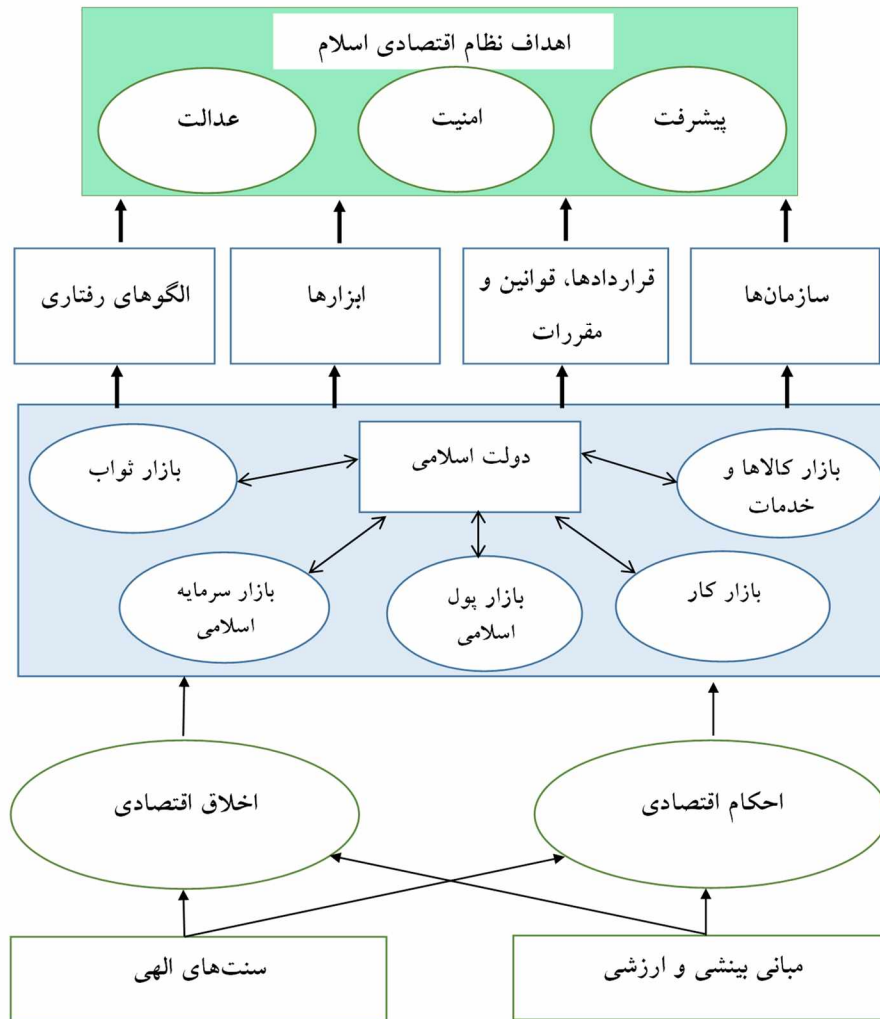 اهداف نظام اقتصادی اسلام
پیشرفت
امنیت
عدالت
سازمان‌ها
قراردادها، قوانین و
مقررات
ابزارها
الگوهای رفتاری
بازار کالاها و
خدمات
دولت اسلامی
بازار ثواب
بازار کار
بازار پول
اسلامی
بازار سرمایه
اسلامی
احکام اقتصادی
اخلاق اقتصادی
مبانی بینشی و ارزشی
سنت‌های الهی